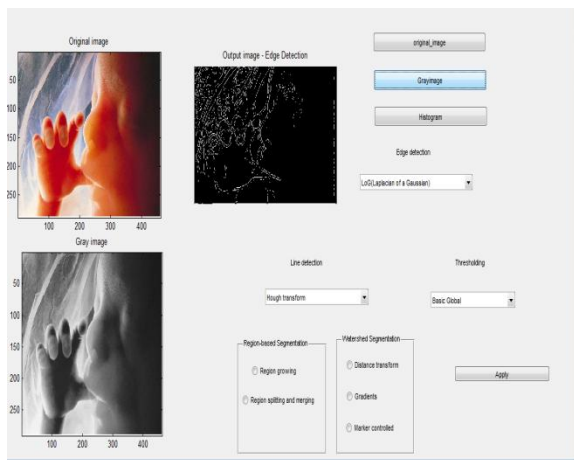 Original image
50
100
150
200
250
100 200 300 400
Gray image
50
100
150
200
250
100 200 300 400
Output image - Edge Detection
original_image
Grayimage
Histogram
Edge detection
LoG(Laplacian of a Gaussian)
Line detection
Hough transform
Thresholding
Basic Global
Region-based Segmentation
Region growing
Region splitting and merging
Watershed Segmentation
Distance transform
Gradients
Marker controlled
Apply